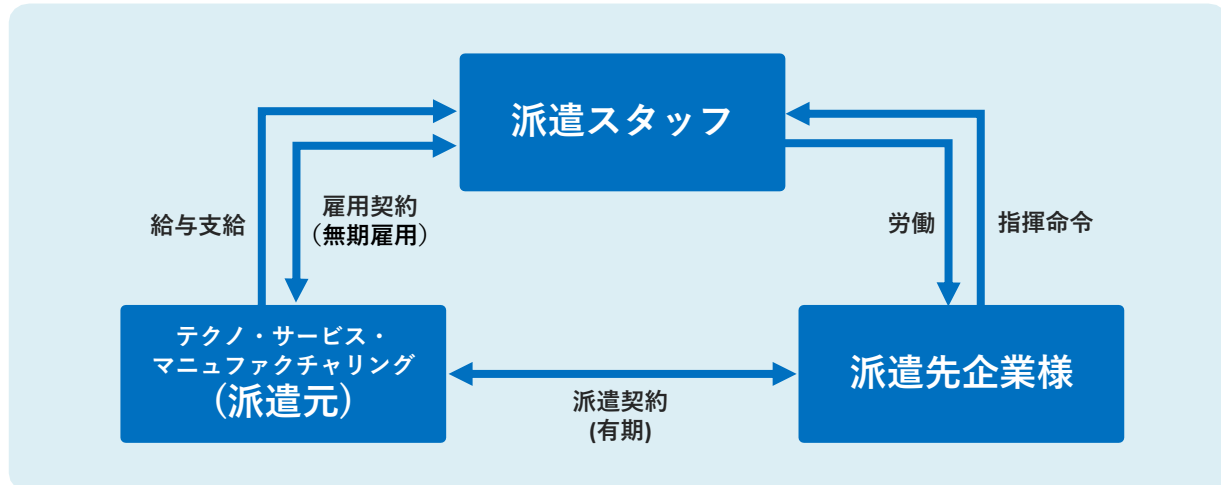 派遣スタッフ
給与支給
雇用契約
（無期雇用）
労働
指揮命令
テクノ・サービス・
マニュファクチャリング
(派遣元)
派遣先企業様
派遣契約
(有期)